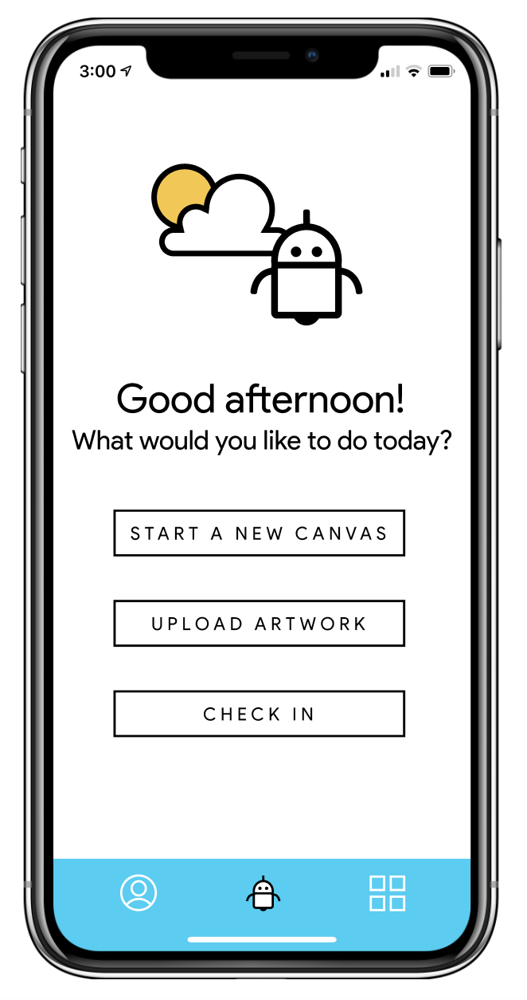 3:00
Good afternoon!
What would you like to do today?
START A NEW CANVAS
UPLOAD ARTWORK
CHECK IN